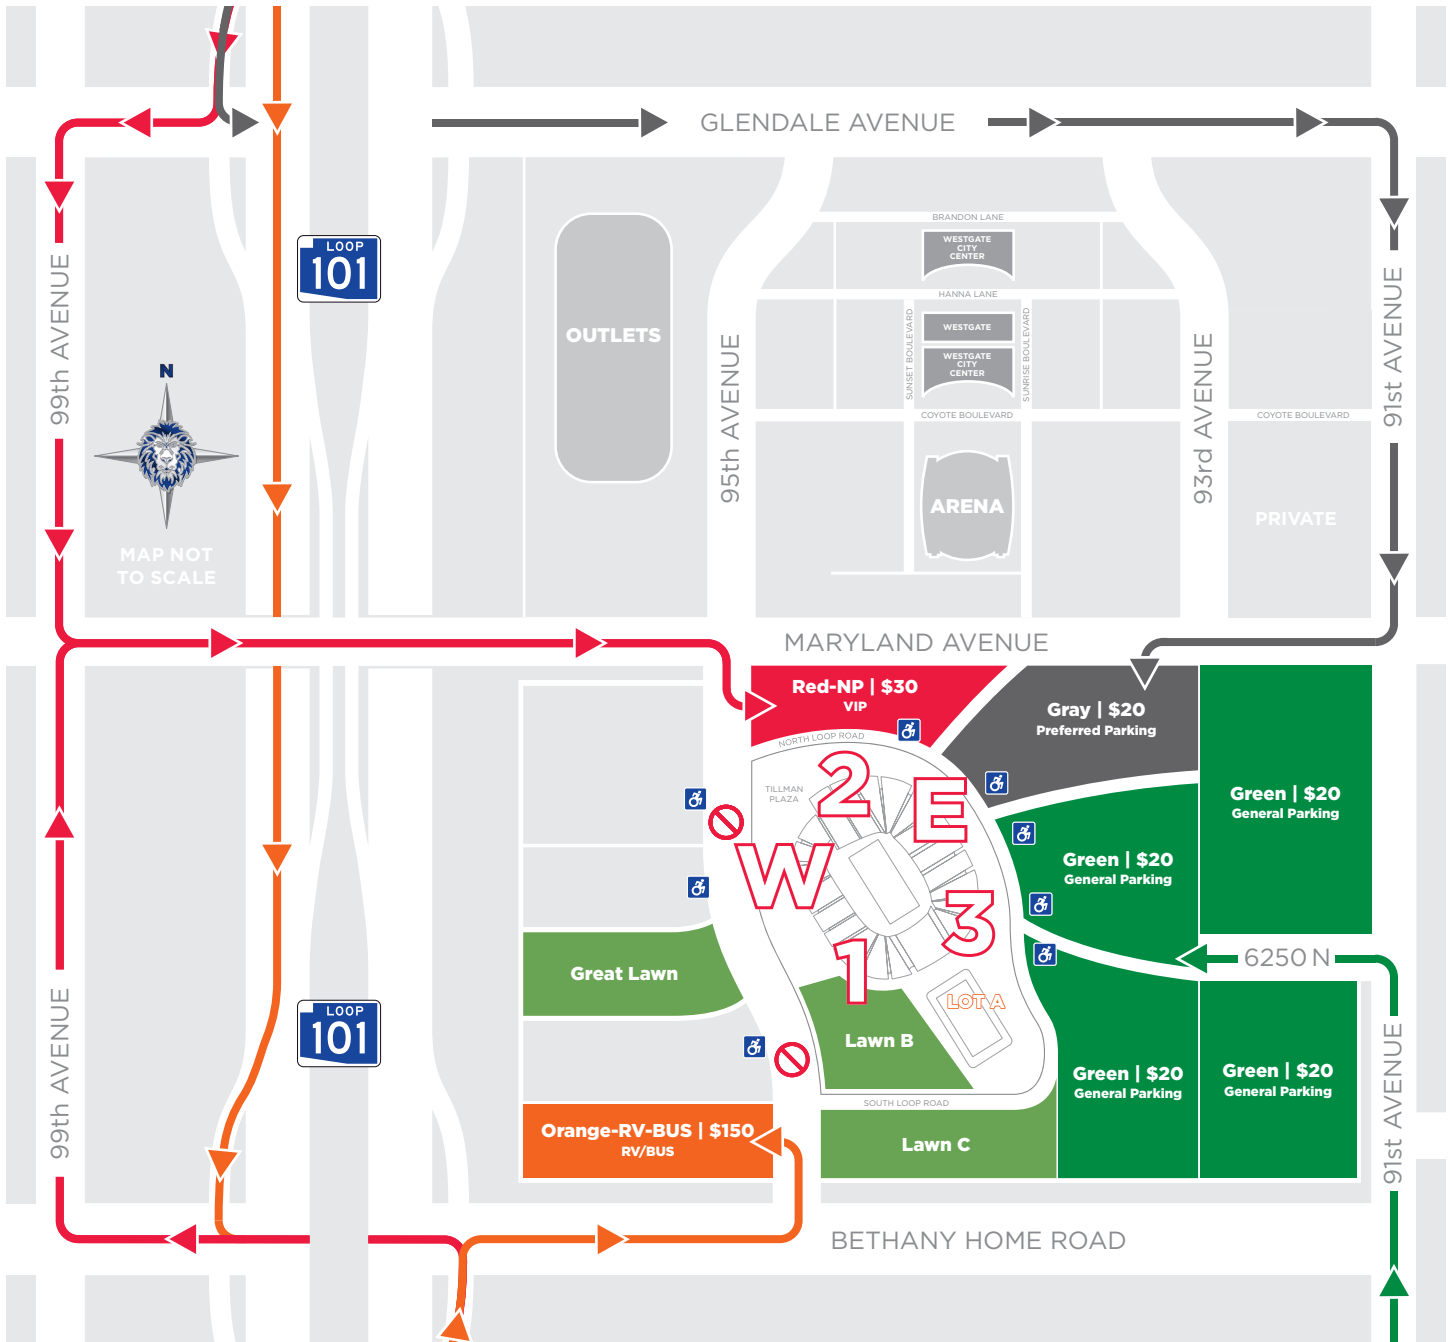 GLENDALE AVENUE
BRANDON LANE
WESTGATE
CITY
CENTER
LOOP
101
HANNA LANE
99th AVENUE
OUTLETS
95th AVENUE
SUNSET BOULEVARD
WESTGATE
WESTGATE
CITY
CENTER
SUNRISE BOULEVARD
93rd AVENUE
91st AVENUE
N
COYOTE BOULEVARD
COYOTE BOULEVARD
ARENA
PRIVATE
MAP NOT
TO SCALE
MARYLAND AVENUE
Red-NP | $30
VIP
Gray | $20
Preferred Parking
NORTH LOOP ROAD
2
E
TILLMAN
PLAZA
Green | $20
General Parking
Green | $20
General Parking
W
3
1
6250 N
Great Lawn
LOT A
99th AVENUE
LOOP
101
Lawn B
Green | $20
General Parking
Green | $20
General Parking
91st AVENUE
SOUTH LOOP ROAD
Orange-RV-BUS | $150
RV/BUS
Lawn C
BETHANY HOME ROAD